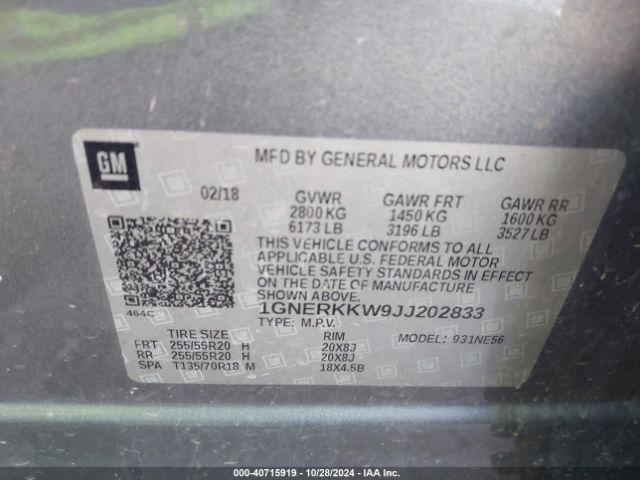 GM
MFD BY GENERAL MOTORS LLC
02/18 GVWR GAWR FRT GAWR RR
2800 KG 1450 KG 1600 KG
6173 LB 3196 LB 3527 LB
THIS VEHICLE CONFORMS TO ALL
APPLICABLE U.S. FEDERAL MOTOR
VEHICLE SAFETY STANDARDS IN EFFECT
ON THE DATE OF MANUFACTURE
SHOWN ABOVE.
464C 1GNERKKW9JJ202833
TYPE: M.P.V. MODEL: 931NE56
TIRE SIZE RIM
FRT 255/55R20 H 20X8J
RR 255/55R20 H 20X8J
SPA T135/70R18 M 18X4.5B
000-40715919 - 10/28/2024 - IAA Inc.